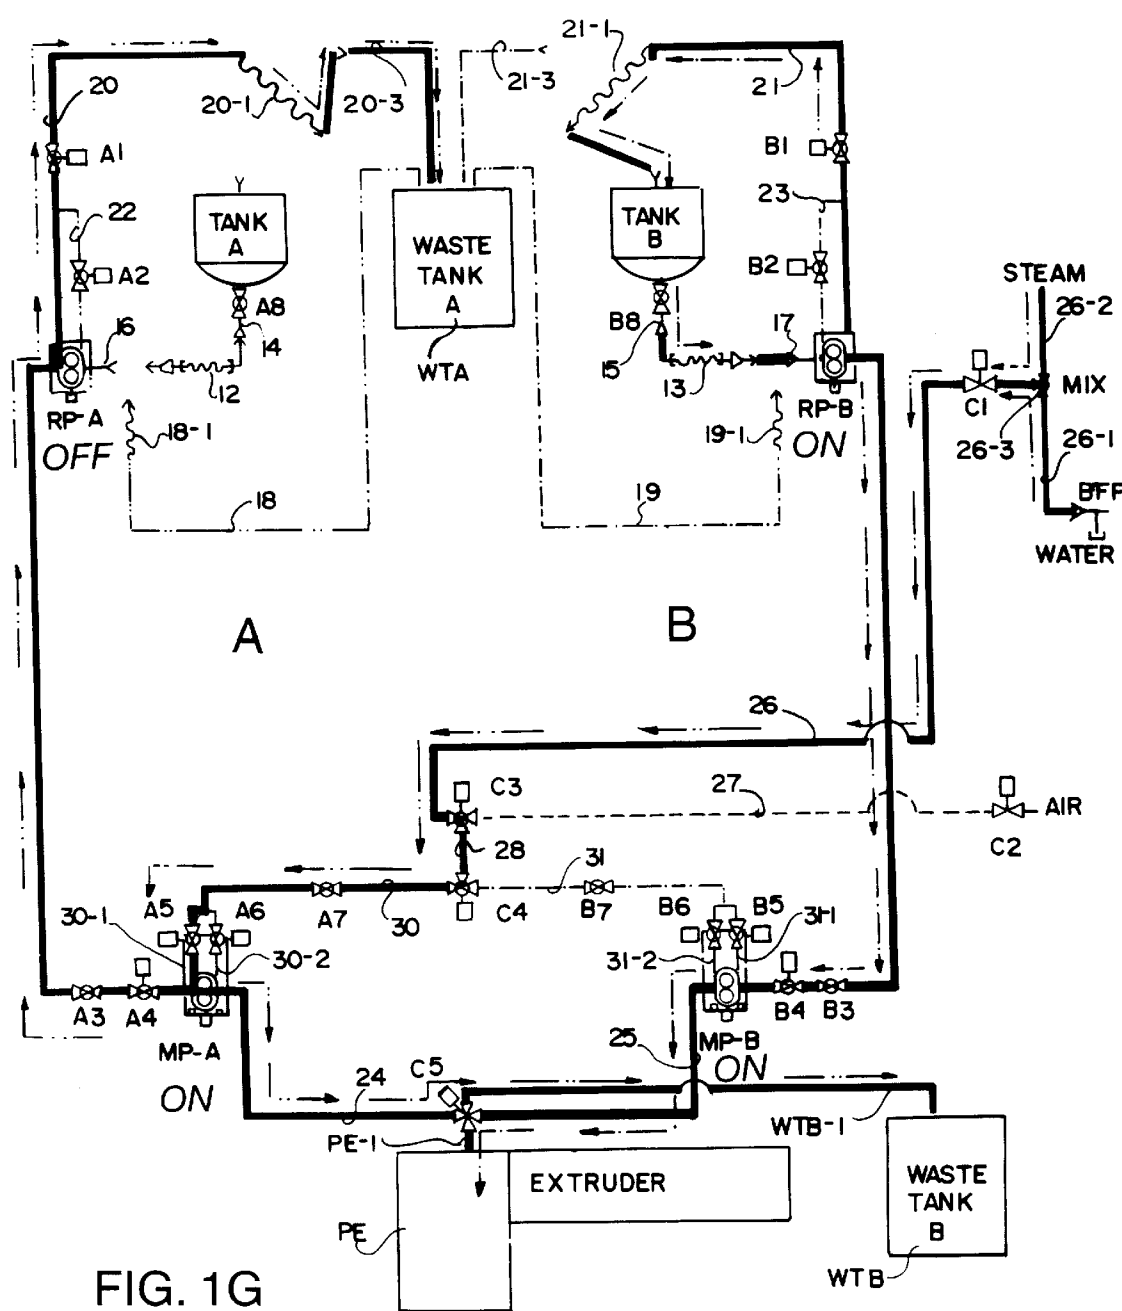 21-1
20
20-1
20-3
21-3
21
A1
B1
22
TANK
A
WASTE
TANK
A
TANK
B
23
A2
B2
STEAM
26-2
16
A8
14
B8
15
17
WTA
12
13
C1
MIX
RP-A
OFF
18-1
19-1
RP-B
ON
26-3
26-1
BFP
18
19
WATER
A
B
26
C3
27
AIR
28
31
C2
A5
A6
A7
30
C4
B7
B6
B5
30-1
30-2
31-2
31-1
A3
A4
B4
B3
MP-A
ON
C5
25
MP-B
ON
24
PE-1
WTB-1
EXTRUDER
WASTE
TANK
B
PE
WTB
FIG. 1G